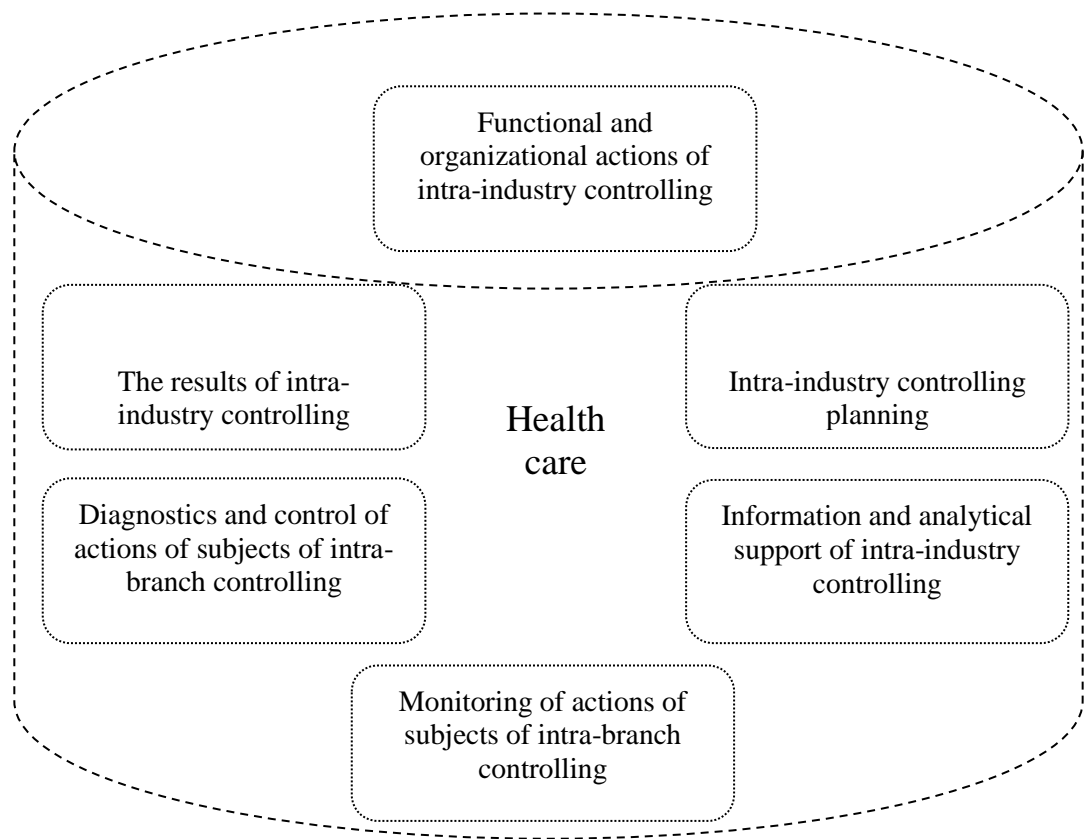 Functional and
organizational actions of
intra-industry controlling
The results of intra-
industry controlling
Intra-industry controlling
planning
Health
care
Diagnostics and control of
actions of subjects of intra-
branch controlling
Information and analytical
support of intra-industry
controlling
Monitoring of actions of
subjects of intra-branch
controlling